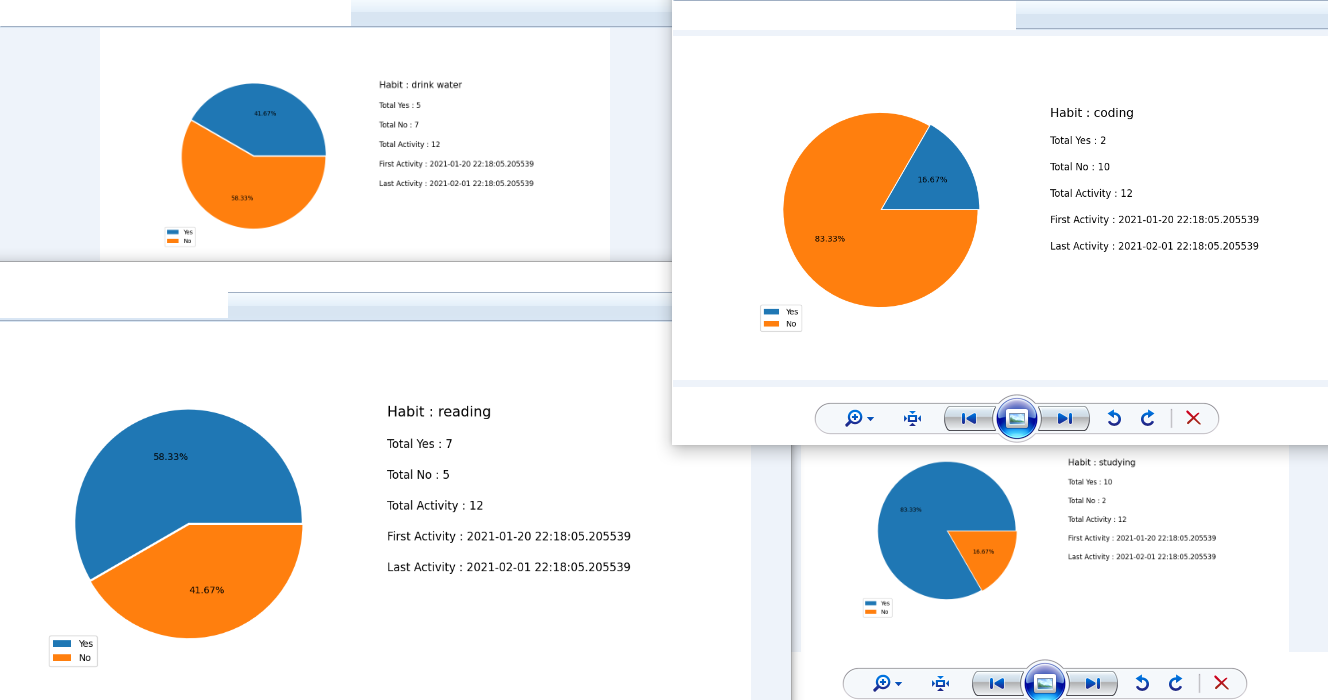 41.67%
58.33%
Yes
No
Habit : drink water
Total Yes : 5
Total No : 7
Total Activity : 12
First Activity : 2021-01-20 22:18:05.205539
Last Activity : 2021-02-01 22:18:05.205539
16.67%
83.33%
Yes
No
Habit : coding
Total Yes : 2
Total No : 10
Total Activity : 12
First Activity : 2021-01-20 22:18:05.205539
Last Activity : 2021-02-01 22:18:05.205539
58.33%
41.67%
Yes
No
Habit : reading
Total Yes : 7
Total No : 5
Total Activity : 12
First Activity : 2021-01-20 22:18:05.205539
Last Activity : 2021-02-01 22:18:05.205539
83.33%
16.67%
Yes
No
Habit : studying
Total Yes : 10
Total No : 2
Total Activity : 12
First Activity : 2021-01-20 22:18:05.205539
Last Activity : 2021-02-01 22:18:05.205539